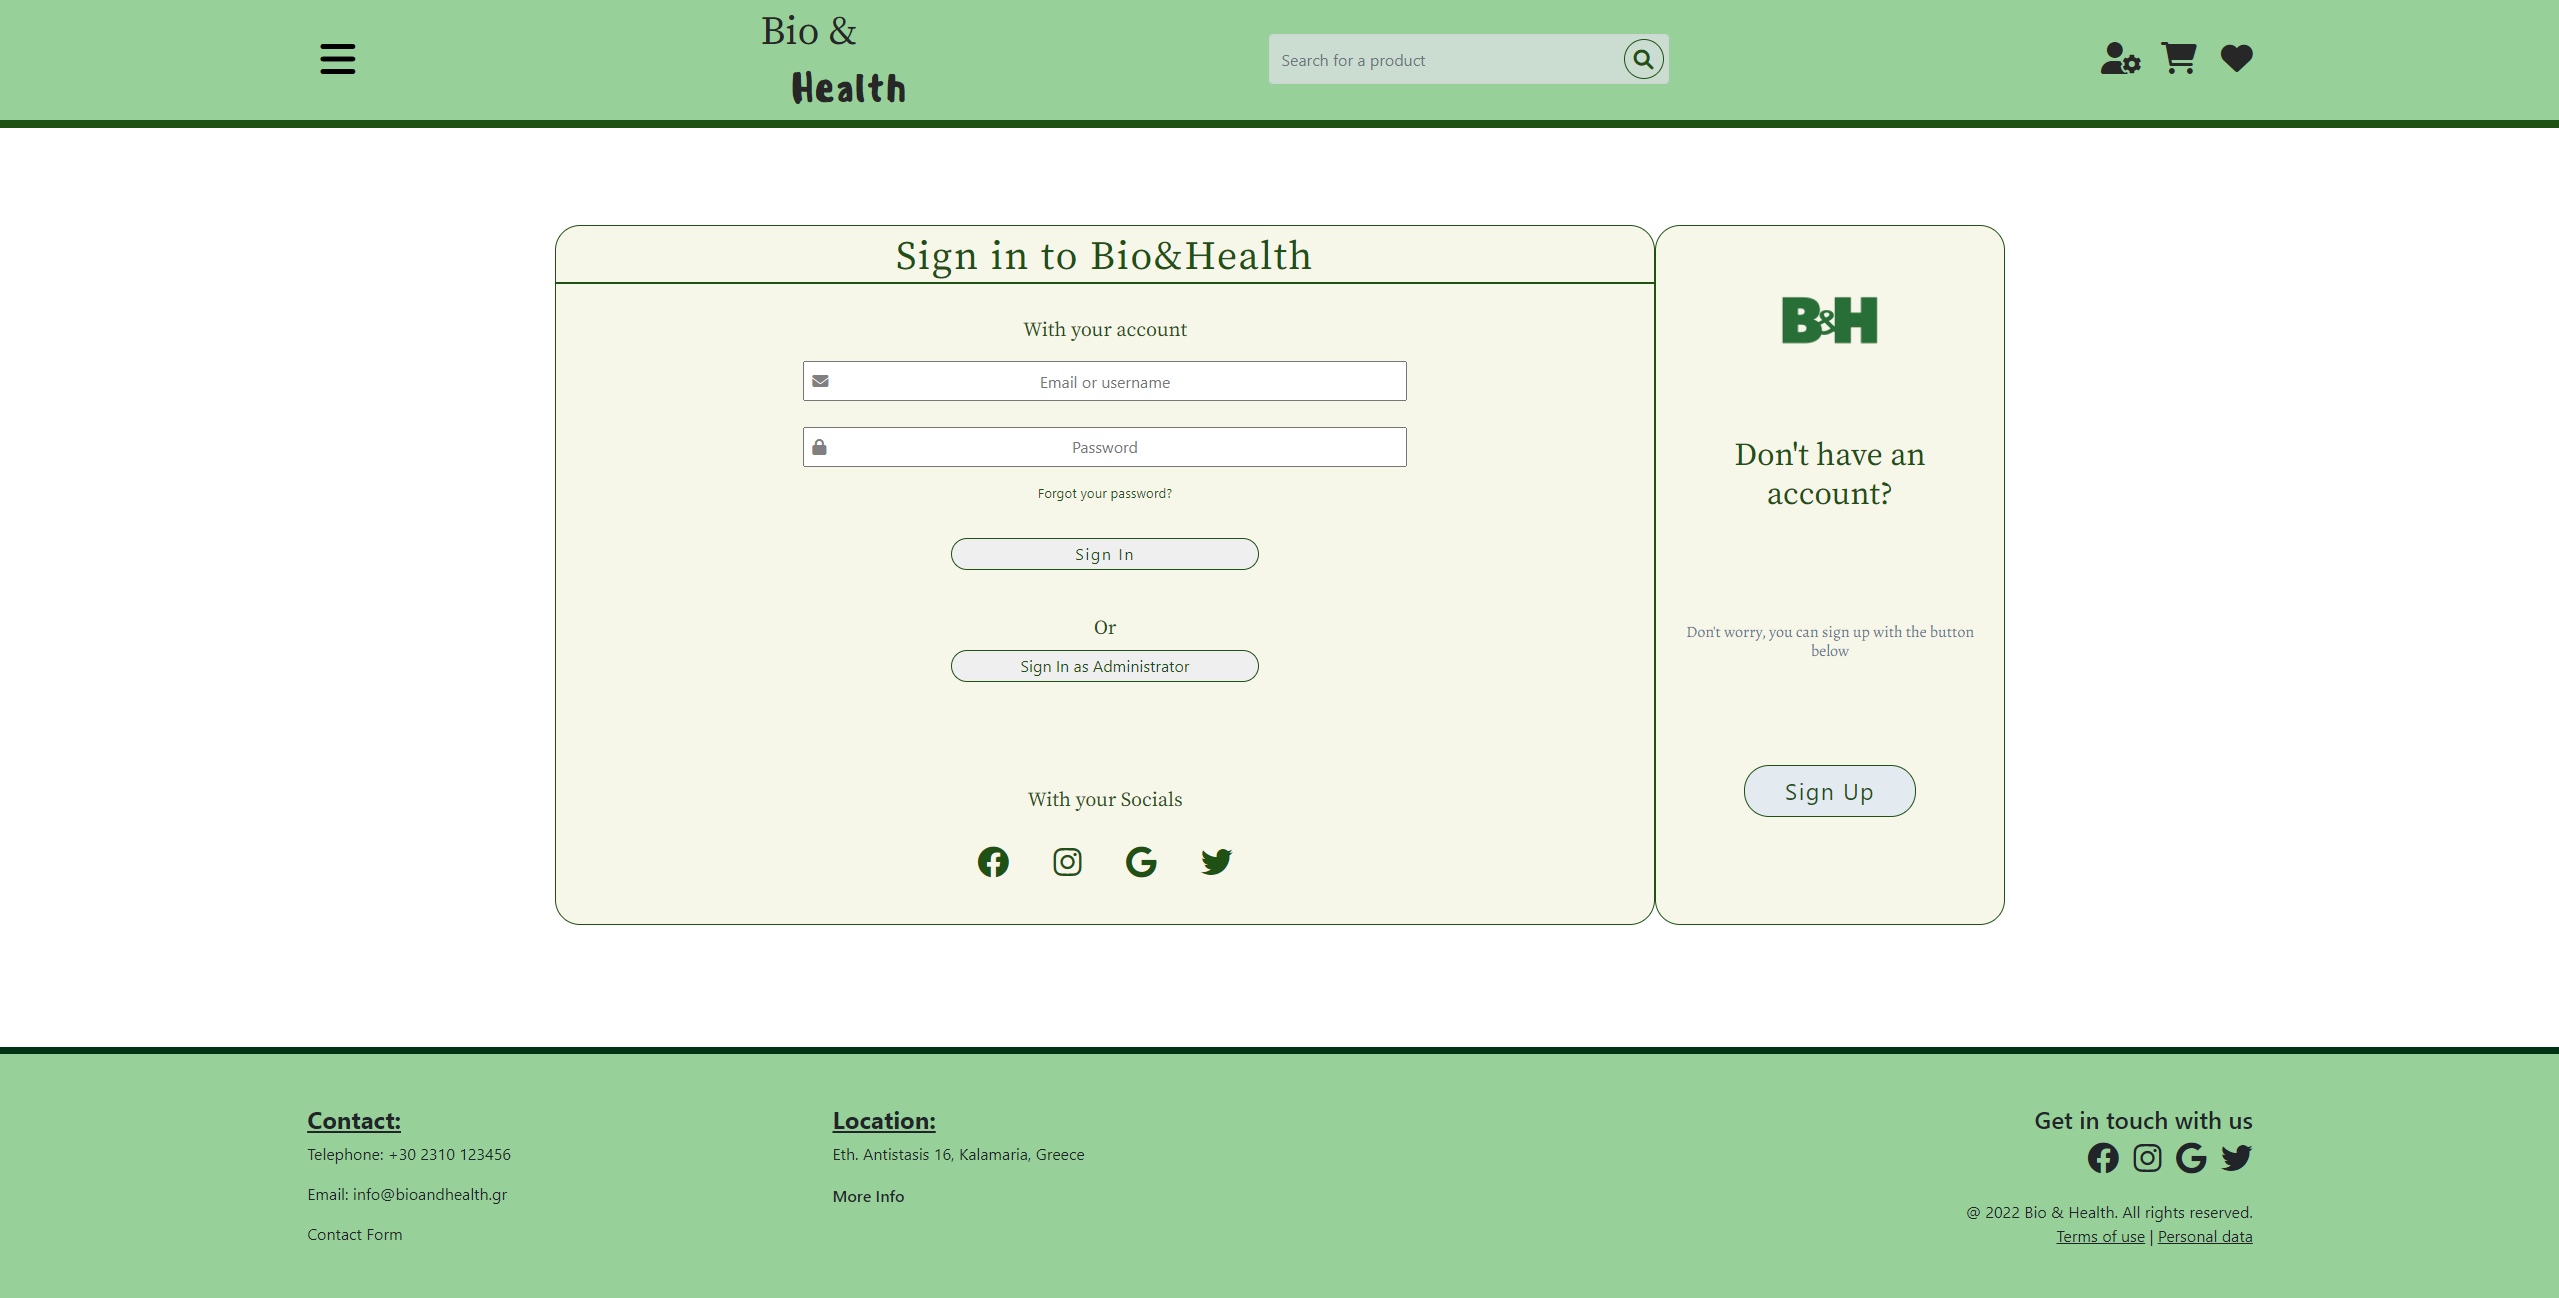 Bio &
Health
Search for a product
Sign in to Bio&Health
With your account
Email or username
Password
Forgot your password?
Sign In
Or
Sign In as Administrator
With your Socials
B&H
Don't have an
account?
Don't worry, you can sign up with the button
below
Sign Up
Contact:
Telephone: +30 2310 123456
Email: info@bioandhealth.gr
Contact Form
Location:
Eth. Antistasis 16, Kalamaria, Greece
More Info
Get in touch with us
@ 2022 Bio & Health. All rights reserved.
Terms of use | Personal data